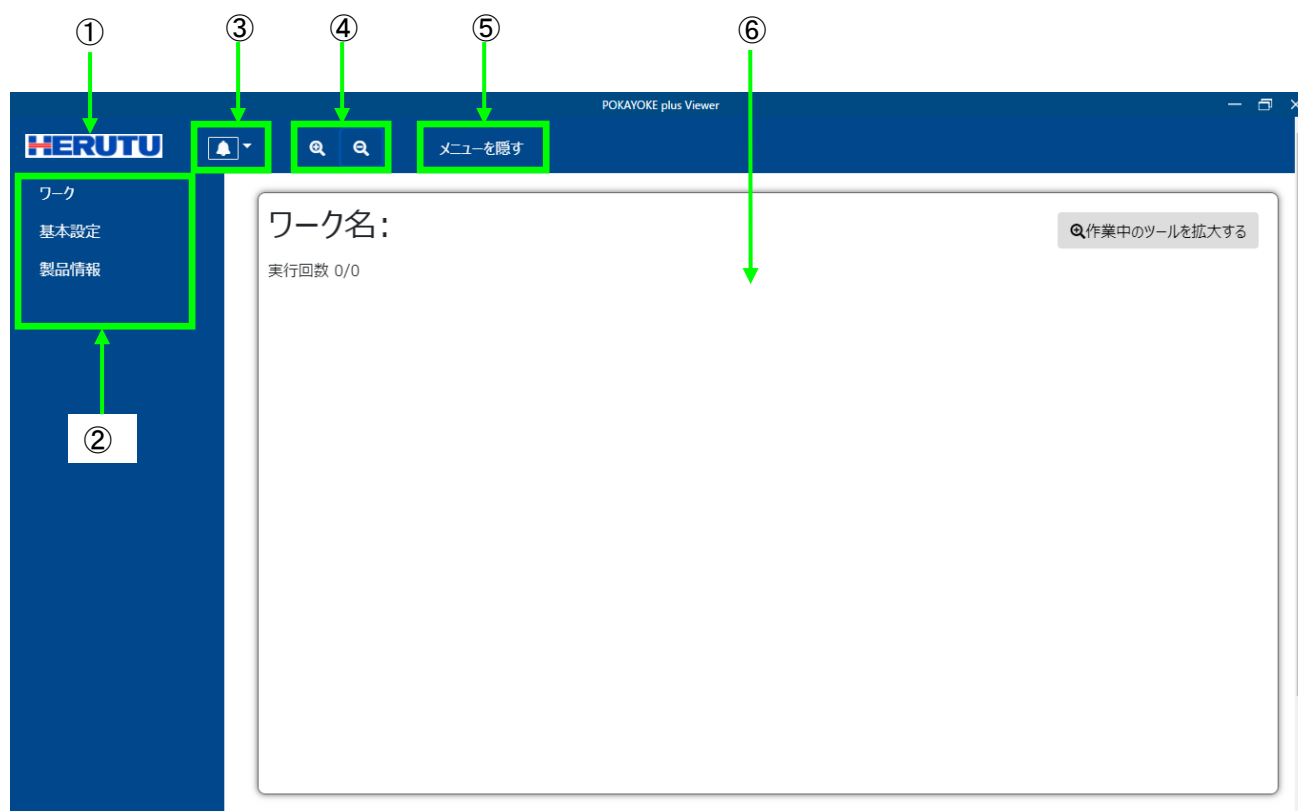 ① ③ ④ ⑤ ⑥
POKAYOKE plus Viewer
HERUTU
メニューを隠す
ワーク
基本設定
製品情報
②
ワーク名:
作業中のツールを拡大する
実行回数 0/0